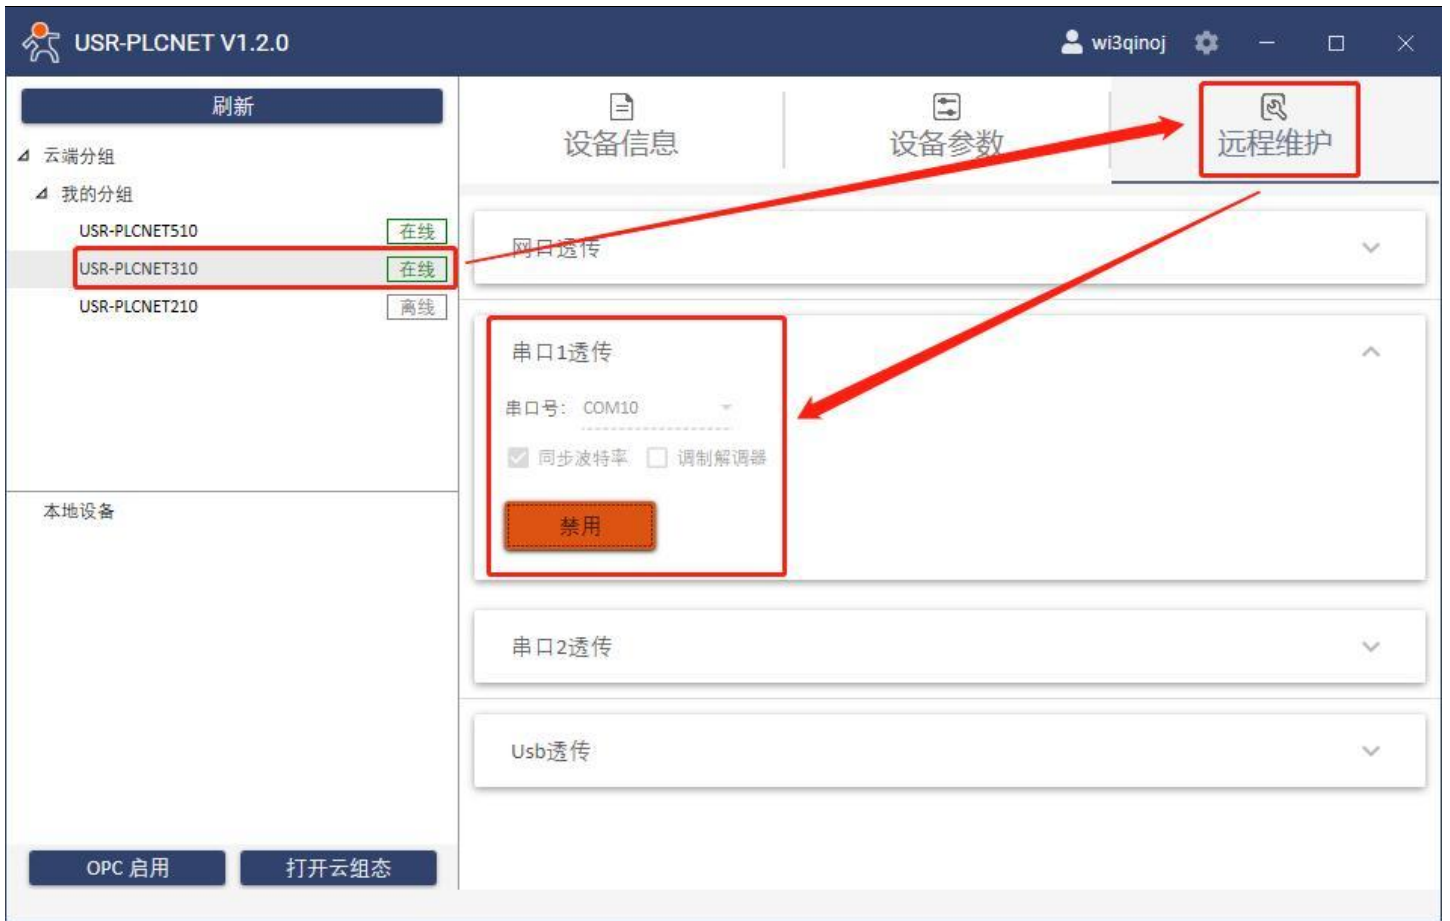 USR-PLCNET V1.2.0
wi3qinoj
刷新
云端分组
我的分组
USR-PLCNET510 在线
USR-PLCNET310 在线
USR-PLCNET210 离线
本地设备
OPC 启用
打开云组态
设备信息
设备参数
远程维护
网口透传
串口1透传
串口号: COM10
同步波特率 调制解调器
禁用
串口2透传
Usb透传